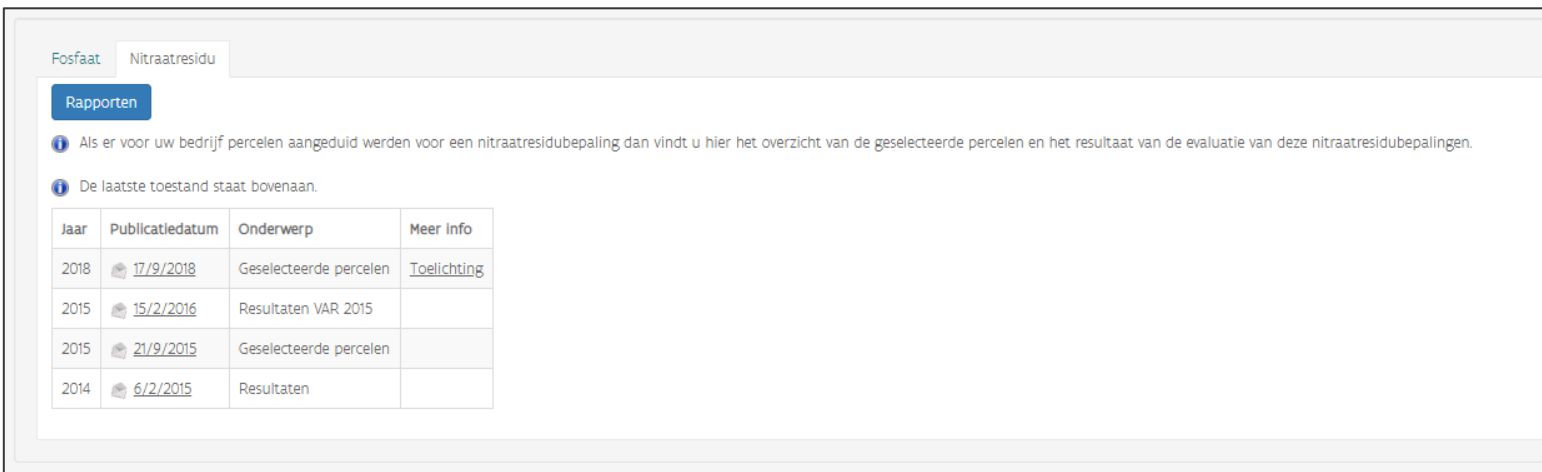 Fosfaat Nitraatresidu
Rapporten
Als er voor uw bedrijf percelen aangeduid werden voor een nitraatresidubepaling dan vindt u hier het overzicht van de geselecteerde percelen en het resultaat van de evaluatie van deze nitraatresidubepalingen.
De laatste toestand staat bovenaan.
Jaar Publicatiedatum Onderwerp Meer info
2018 17/9/2018 Geselecteerde percelen Toelichting
2015 15/2/2016 Resultaten VAR 2015
2015 21/9/2015 Geselecteerde percelen
2014 6/2/2015 Resultaten